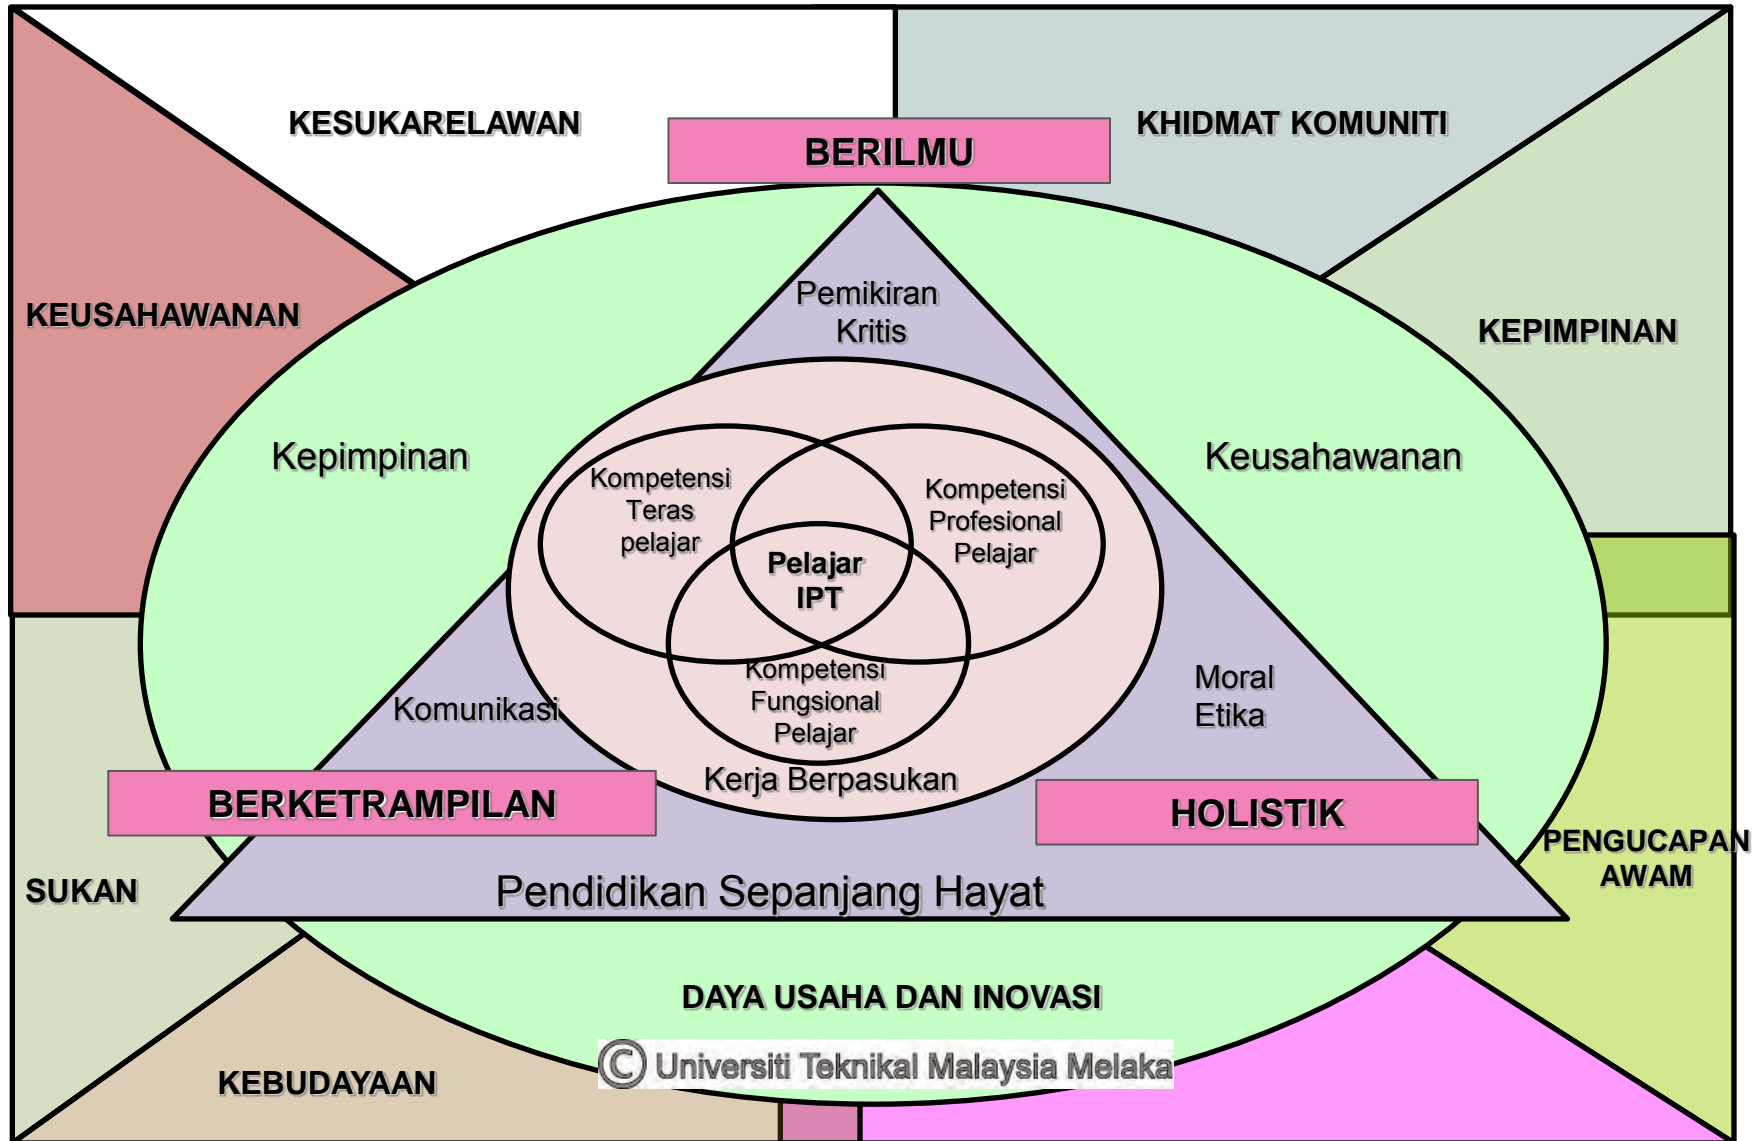 KESUKARELAWAN
KHIDMAT KOMUNITI
BERILMU
KEUSAHAWANAN
KEPIMPINAN
Pemikiran
Kritis
Kepimpinan
Keusahawanan
Kompetensi
Teras
pelajar
Kompetensi
Profesional
Pelajar
Pelajar
IPT
Kompetensi
Fungsional
Pelajar
Komunikasi
Moral
Etika
Kerja Berpasukan
BERKETRAMPILAN
HOLISTIK
SUKAN
PENGUCAPAN
AWAM
Pendidikan Sepanjang Hayat
DAYA USAHA DAN INOVASI
© Universiti Teknikal Malaysia Melaka
KEBUDAYAAN